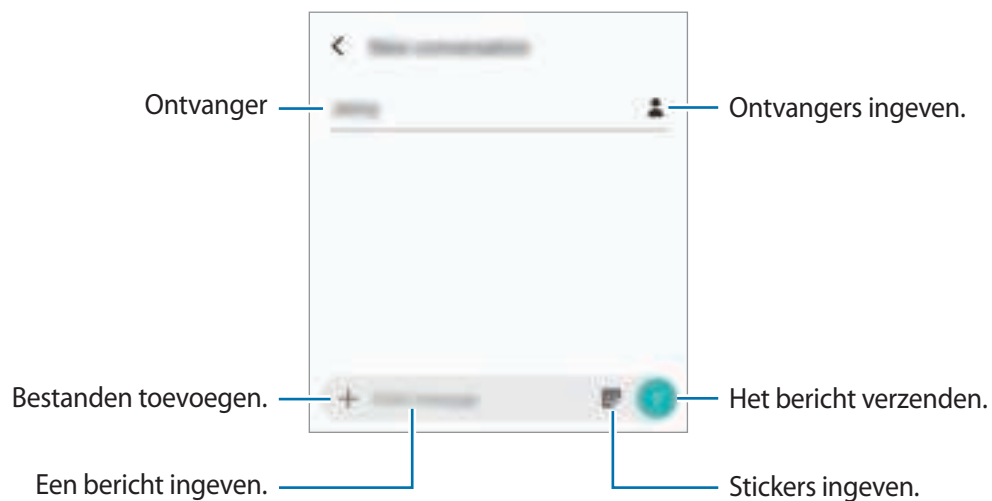 Ontvanger
Ontvangers ingeven.
Bestanden toevoegen.
Het bericht verzenden.
Een bericht ingeven.
Stickers ingeven.